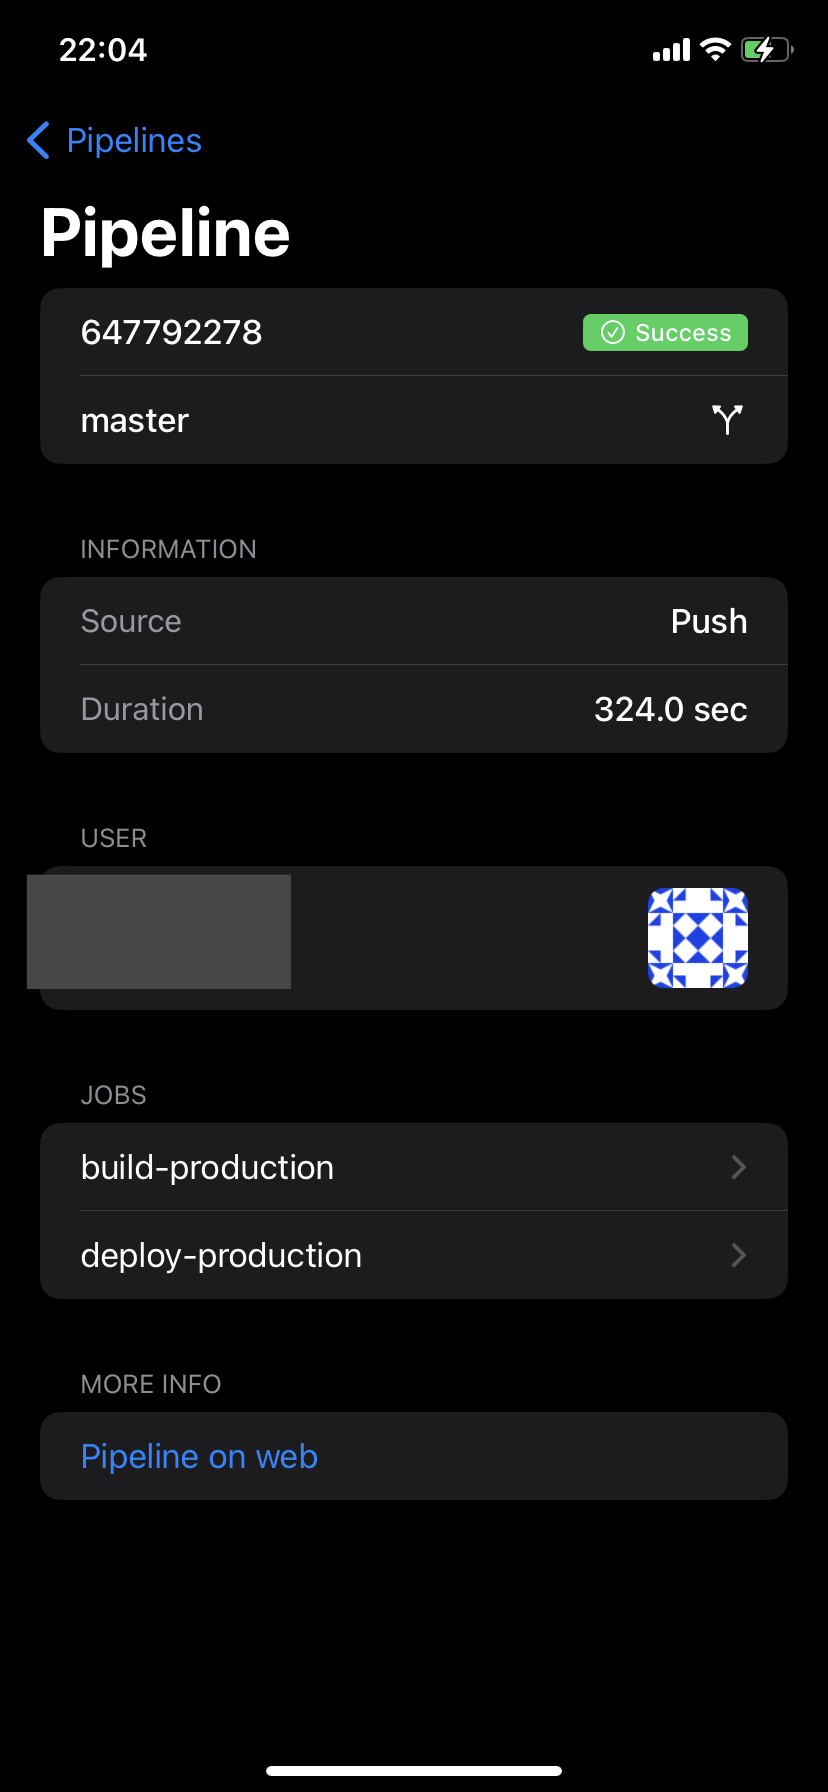 22:04
Pipelines
Pipeline
647792278 Success
master
INFORMATION
Source Push
Duration 324.0 sec
USER
JOBS
build-production
deploy-production
MORE INFO
Pipeline on web